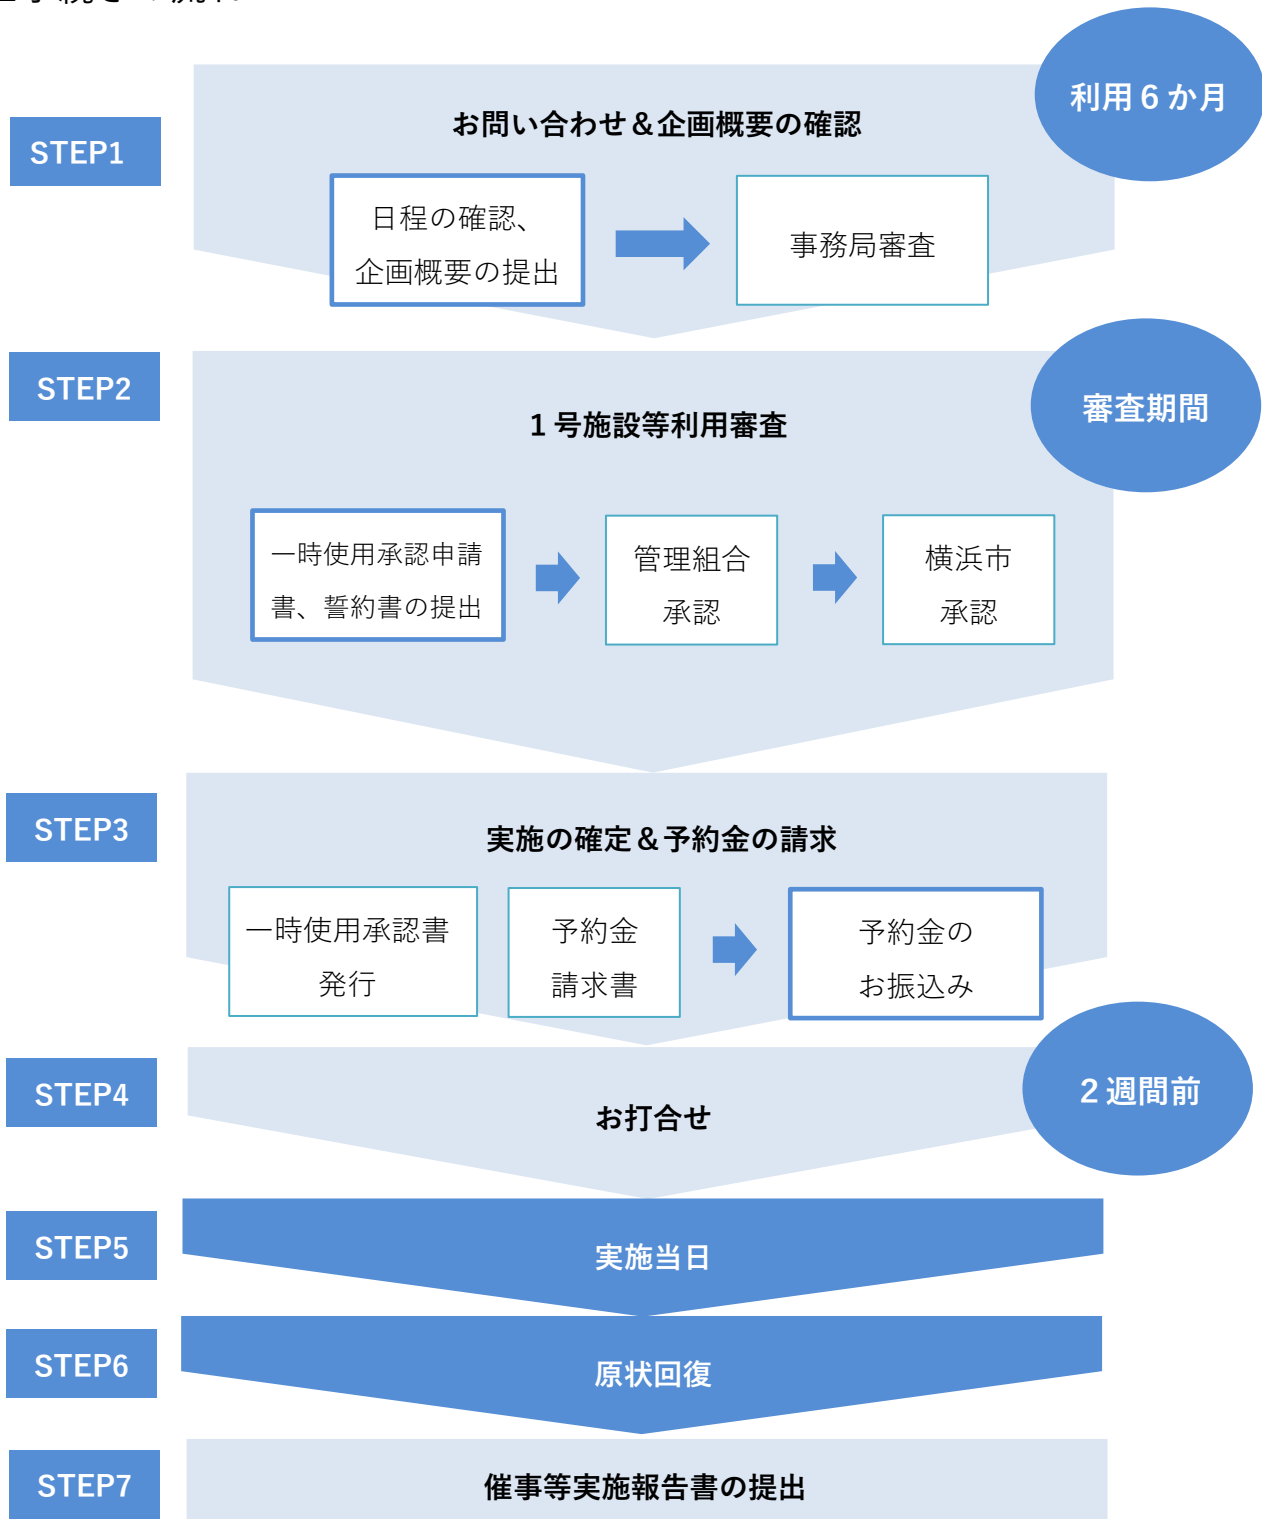 利用６か月
STEP1
お問い合わせ＆企画概要の確認
日程の確認、
企画概要の提出
事務局審査
STEP2
審査期間
１号施設等利用審査
一時使用承認申請
書、誓約書の提出
管理組合
承認
横浜市
承認
STEP3
実施の確定＆予約金の請求
一時使用承認書
発行
予約金
請求書
予約金の
お振込み
STEP4
お打合せ
２週間前
STEP5
実施当日
STEP6
原状回復
STEP7
催事等実施報告書の提出